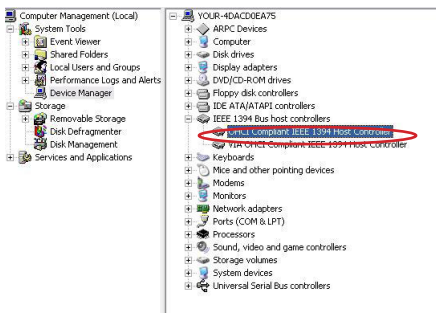 Computer Management (Local)
System Tools
Event Viewer
Shared Folders
Local Users and Groups
Performance Logs and Alerts
Device Manager
Storage
Removable Storage
Disk Defragmenter
Disk Management
Services and Applications
YOUR-4DACD0EA75
ARPC Devices
Computer
Disk drives
Display adapters
DVD/CD-ROM drives
Floppy disk controllers
IDE ATA/ATAPI controllers
IEEE 1394 Bus host controllers
OHCI Compliant IEEE 1394 Host Controller
VIA OHCI Compliant IEEE 1394 Host Controller
Keyboards
Mice and other pointing devices
Modems
Monitors
Network adapters
Ports (COM & LPT)
Processors
Sound, video and game controllers
Storage volumes
System devices
Universal Serial Bus controllers